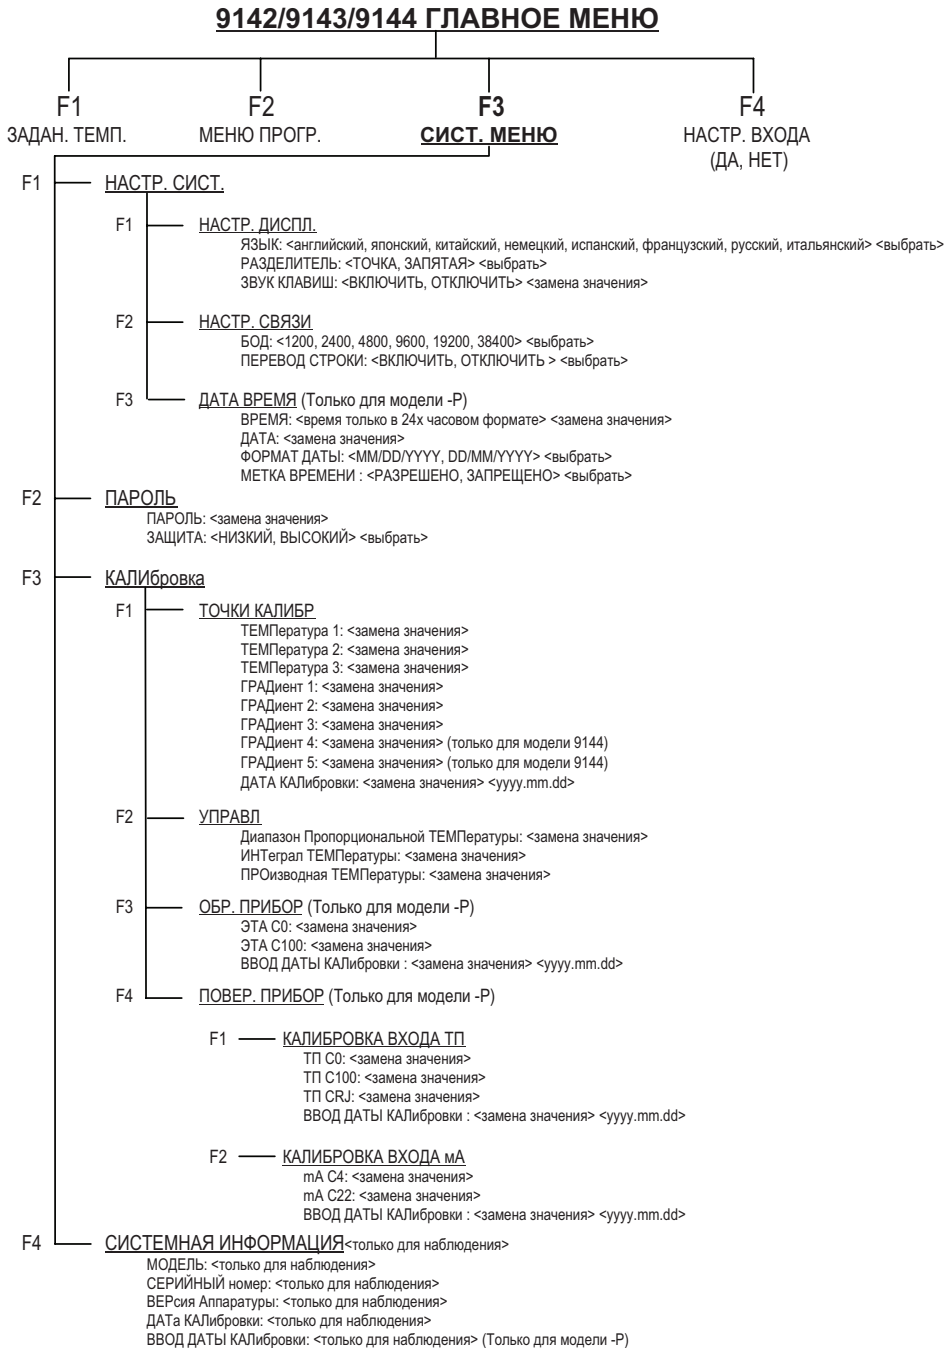 9142/9143/9144 ГЛАВНОЕ МЕНЮ
F1 F2 F3 F4
ЗАДАН. ТЕМП. МЕНЮ ПРОГР. СИСТ. МЕНЮ НАСТР. ВХОДА
(ДА, НЕТ)
F1 НАСТР. СИСТ.
F1 НАСТР. ДИСПЛ.
ЯЗЫК: <английский, японский, китайский, немецкий, испанский, французский, русский, итальянский> <выбрать>
РАЗДЕЛИТЕЛЬ: <ТОЧКА, ЗАПЯТАЯ> <выбрать>
ЗВУК КЛАВИШ: <ВКЛЮЧИТЬ, ОТКЛЮЧИТЬ> <замена значения>
F2 НАСТР. СВЯЗИ
БОД: <1200, 2400, 4800, 9600, 19200, 38400> <выбрать>
ПЕРЕВОД СТРОКИ: <ВКЛЮЧИТЬ, ОТКЛЮЧИТЬ > <выбрать>
F3 ДАТА ВРЕМЯ (Только для модели -P)
ВРЕМЯ: <время только в 24х часовом формате> <замена значения>
ДАТА: <замена значения>
ФОРМАТ ДАТЫ: <MM/DD/YYYY, DD/MM/YYYY> <выбрать>
МЕТКА ВРЕМЕНИ : <РАЗРЕШЕНО, ЗАПРЕЩЕНО> <выбрать>
F2 ПАРОЛЬ
ПАРОЛЬ: <замена значения>
ЗАЩИТА: <НИЗКИЙ, ВЫСОКИЙ> <выбрать>
F3 КАЛИбровка
F1 ТОЧКИ КАЛИБР
ТЕМПература 1: <замена значения>
ТЕМПература 2: <замена значения>
ТЕМПература 3: <замена значения>
ГРАДиент 1: <замена значения>
ГРАДиент 2: <замена значения>
ГРАДиент 3: <замена значения>
ГРАДиент 4: <замена значения> (только для модели 9144)
ГРАДиент 5: <замена значения> (только для модели 9144)
ДАТА КАЛибровки: <замена значения> <yyyy.mm.dd>
F2 УПРАВЛ
Диапазон Пропорциональной ТЕМПературы: <замена значения>
ИНТеграл ТЕМПературы: <замена значения>
ПРОизводная ТЕМПературы: <замена значения>
F3 ОБР. ПРИБОР (Только для модели -P)
ЭТА C0: <замена значения>
ЭТА C100: <замена значения>
ВВОД ДАТЫ КАЛибровки : <замена значения> <yyyy.mm.dd>
F4 ПОВЕР. ПРИБОР (Только для модели -P)
F1 КАЛИБРОВКА ВХОДА ТП
ТП C0: <замена значения>
ТП C100: <замена значения>
ТП CRJ: <замена значения>
ВВОД ДАТЫ КАЛибровки : <замена значения> <yyyy.mm.dd>
F2 КАЛИБРОВКА ВХОДА мА
mA C4: <замена значения>
mA C22: <замена значения>
ВВОД ДАТЫ КАЛибровки : <замена значения> <yyyy.mm.dd>
F4 СИСТЕМНАЯ ИНФОРМАЦИЯ<только для наблюдения>
МОДЕЛЬ: <только для наблюдения>
СЕРИЙНЫЙ номер: <только для наблюдения>
ВЕРсия Аппаратуры: <только для наблюдения>
ДАТа КАЛибровки: <только для наблюдения>
ВВОД ДАТЫ КАЛибровки: <только для наблюдения> (Только для модели -P)